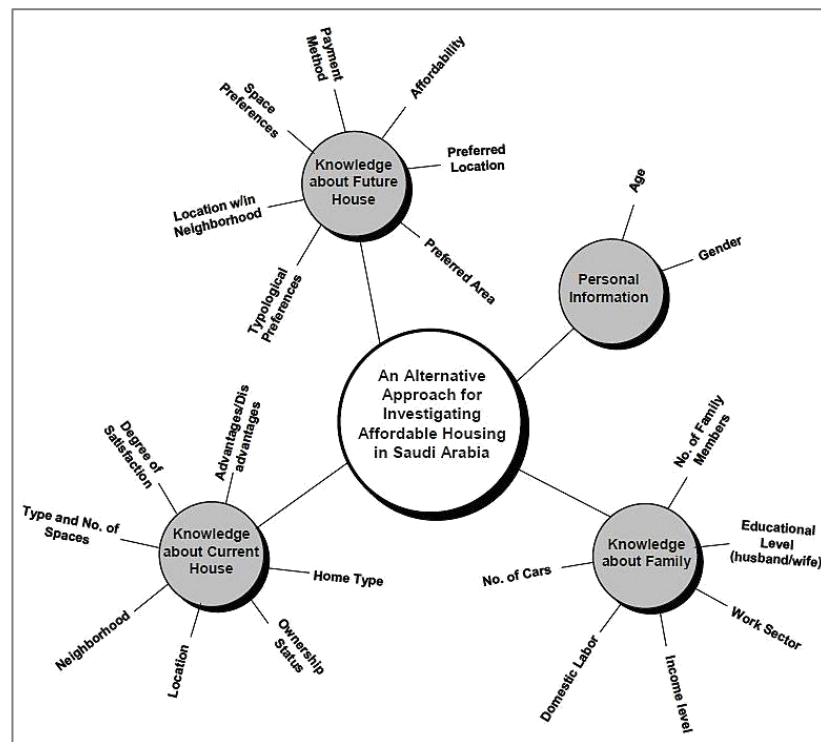 Payment
Method
Affordability
Space
Preferences
Knowledge
about Future
House
Preferred
Location
Location w/in
Neighborhood
Typological
Preferences
Preferred Area
Age
Gender
Personal
Information
An Alternative
Approach for
Investigating
Affordable Housing
in Saudi Arabia
Advantages/Dis
advantages
Degree of
Satisfaction
Type and No. of
Spaces
Knowledge
about Current
House
Home Type
Neighborhood
Location
Ownership
Status
No. of Family
Members
Educational
Level
(husband/wife)
Knowledge
about Family
No. of Cars
Work Sector
Domestic Labor
Income level